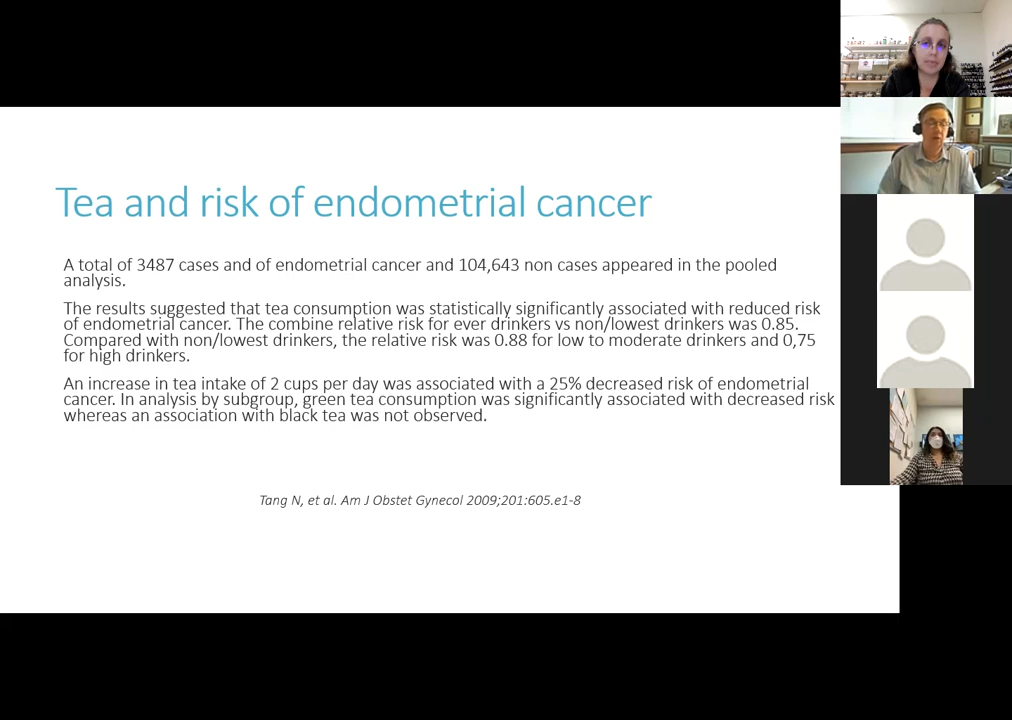 Tea and risk of endometrial cancer
A total of 3487 cases and of endometrial cancer and 104,643 non cases appeared in the pooled
analysis.
The results suggested that tea consumption was statistically significantly associated with reduced risk
of endometrial cancer. The combine relative risk for ever drinkers vs non/lowest drinkers was 0.85.
Compared with non/lowest drinkers, the relative risk was 0.88 for low to moderate drinkers and 0,75
for high drinkers.
An increase in tea intake of 2 cups per day was associated with a 25% decreased risk of endometrial
cancer. In analysis by subgroup, green tea consumption was significantly associated with decreased risk
whereas an association with black tea was not observed.
Tang N, et al. Am J Obstet Gynecol 2009;201:605.e1-8